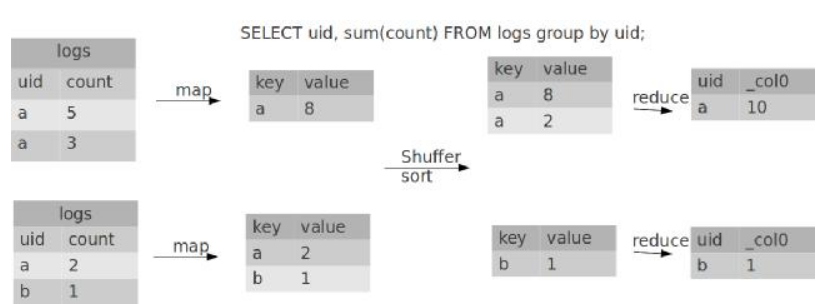 SELECT uid, sum(count) FROM logs group by uid;
logs
uid count
a 5
a 3
map
key value
a 8
Shuffer
sort
key value
a 8
a 2
reduce
uid _col0
a 10
logs
uid count
a 2
b 1
map
key value
a 2
b 1
key value
b 1
reduce
uid _col0
b 1